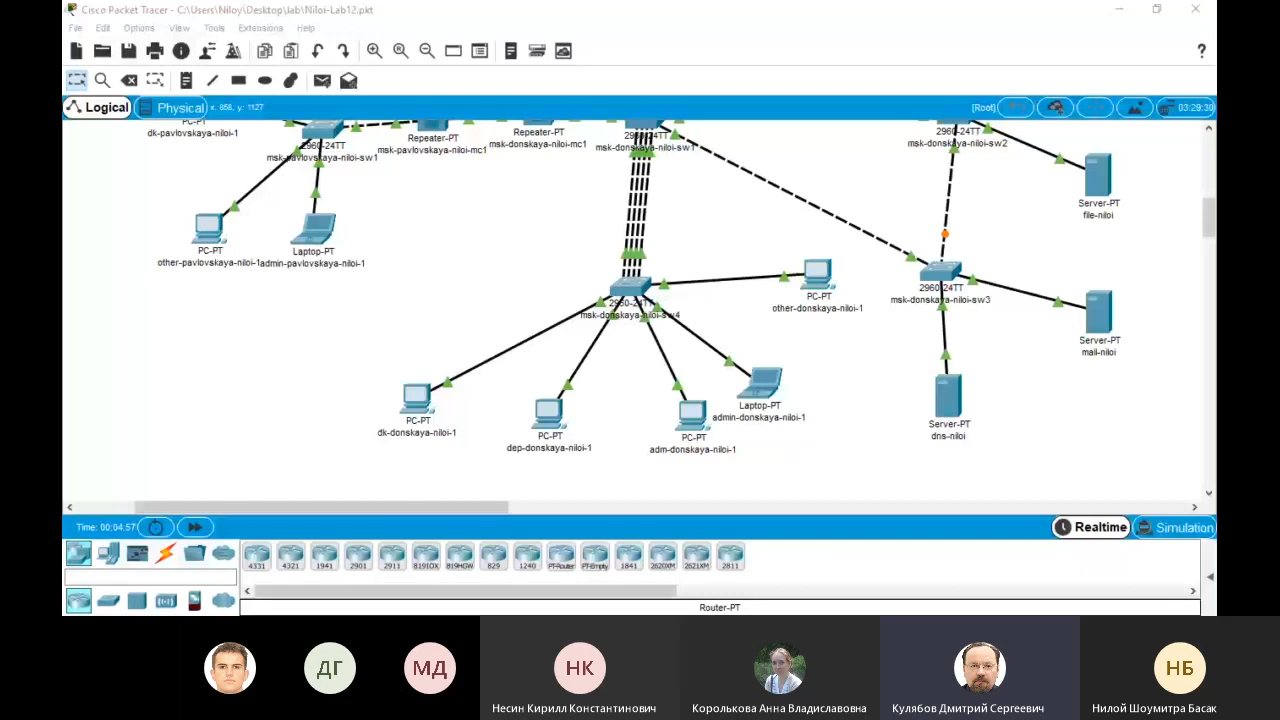 Cisco Packet Tracer - C:\Users\Niloy\Desktop\lab\Niloi-Lab12.pkt
File Edit Options View Tools Extensions Help
?
Logical Physical x: 856, y: 1127 [Root] 03:29:30
PC-PT
dk-pavlovskaya-niloi-1
2960-24TT
msk-pavlovskaya-niloi-sw1
Repeater-PT
msk-pavlovskaya-niloi-mc1
Repeater-PT
msk-donskaya-niloi-mc1
2960-24TT
msk-donskaya-niloi-sw1
2960-24TT
msk-donskaya-niloi-sw2
Server-PT
file-niloi
PC-PT
other-pavlovskaya-niloi-1
Laptop-PT
admin-pavlovskaya-niloi-1
2960-24TT
msk-donskaya-niloi-sw4
PC-PT
other-donskaya-niloi-1
2960-24TT
msk-donskaya-niloi-sw3
Server-PT
mail-niloi
PC-PT
dk-donskaya-niloi-1
PC-PT
dep-donskaya-niloi-1
PC-PT
adm-donskaya-niloi-1
Laptop-PT
admin-donskaya-niloi-1
Server-PT
dns-niloi
Time: 00:04:57 Realtime Simulation
4331 4321 1941 2901 2911 819IOX 819HGW 829 1240 PT-Router PT-Empty 1841 2620XM 2621XM 2811
Router-PT
ДГ МД НК НБ
Несин Кирилл Константинович Королькова Анна Владиславовна Кулябов Дмитрий Сергеевич Нилой Шоумитра Басак